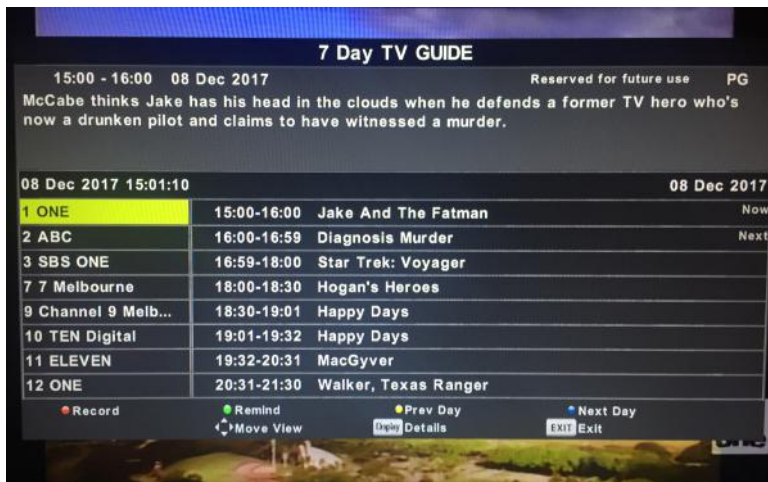 7 Day TV GUIDE
15:00 - 16:00 08 Dec 2017 Reserved for future use PG
McCabe thinks Jake has his head in the clouds when he defends a former TV hero who's
now a drunken pilot and claims to have witnessed a murder.
08 Dec 2017 15:01:10 08 Dec 2017
1 ONE 15:00-16:00 Jake And The Fatman Now
2 ABC 16:00-16:59 Diagnosis Murder Next
3 SBS ONE 16:59-18:00 Star Trek: Voyager
7 7 Melbourne 18:00-18:30 Hogan's Heroes
9 Channel 9 Melb... 18:30-19:01 Happy Days
10 TEN Digital 19:01-19:32 Happy Days
11 ELEVEN 19:32-20:31 MacGyver
12 ONE 20:31-21:30 Walker, Texas Ranger
Record Remind Prev Day Next Day
Move View Display Details EXIT Exit
one